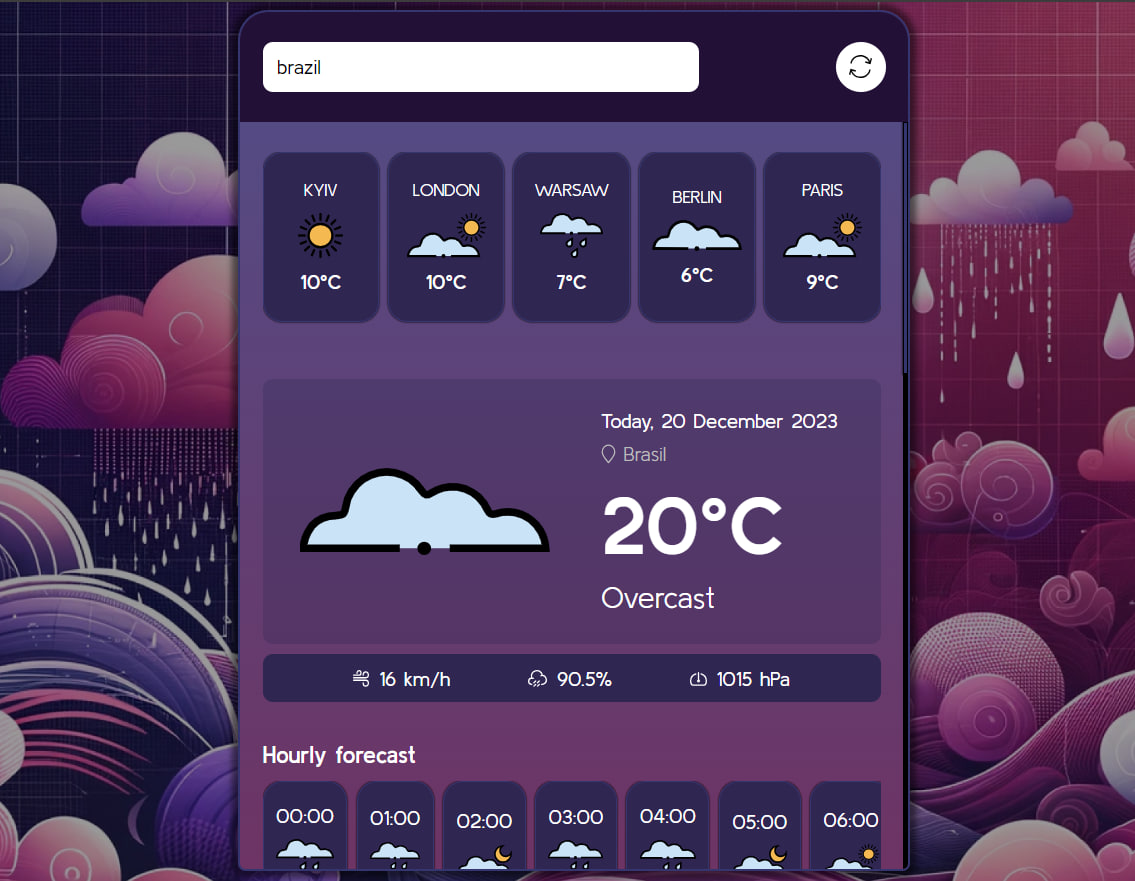 brazil
KYIV LONDON WARSAW BERLIN PARIS
10°C 10°C 7°C 6°C 9°C
Today, 20 December 2023
Brasil
20°C
Overcast
16 km/h 90.5% 1015 hPa
Hourly forecast
00:00 01:00 02:00 03:00 04:00 05:00 06:00